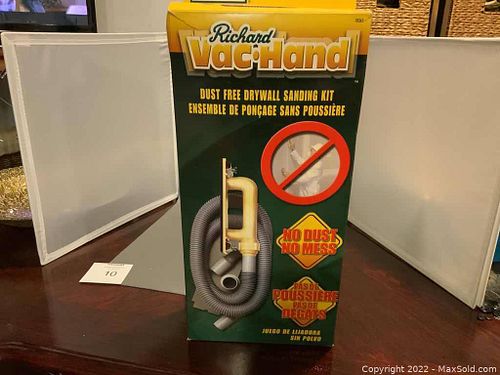 Richard
Vac•Hand
DUST FREE DRYWALL SANDING KIT
ENSEMBLE DE PONÇAGE SANS POUSSIÈRE
NO DUST
NO MESS
PAS DE
POUSSIÈRE
PAS DE
DÉGATS
JUEGO DE LIJADORA
SIN POLVO
10
Copyright 2022 - MaxSold.com